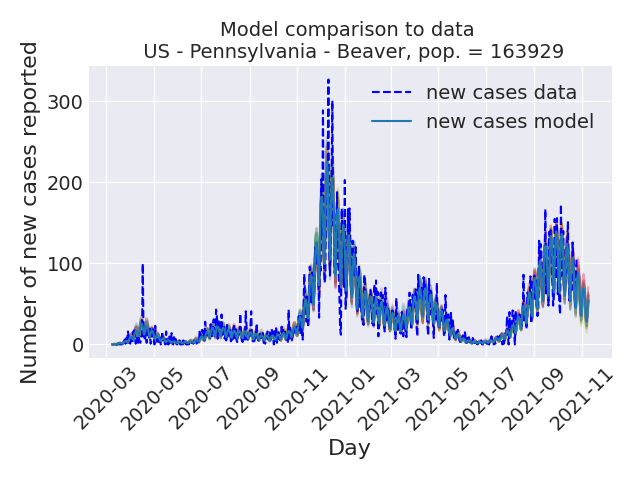 Model comparison to data
US - Pennsylvania - Beaver, pop. = 163929
Number of new cases reported
300
200
100
0
new cases data
new cases model
2020-03
2020-05
2020-07
2020-09
2020-11
2021-01
2021-03
2021-05
2021-07
2021-09
2021-11
Day